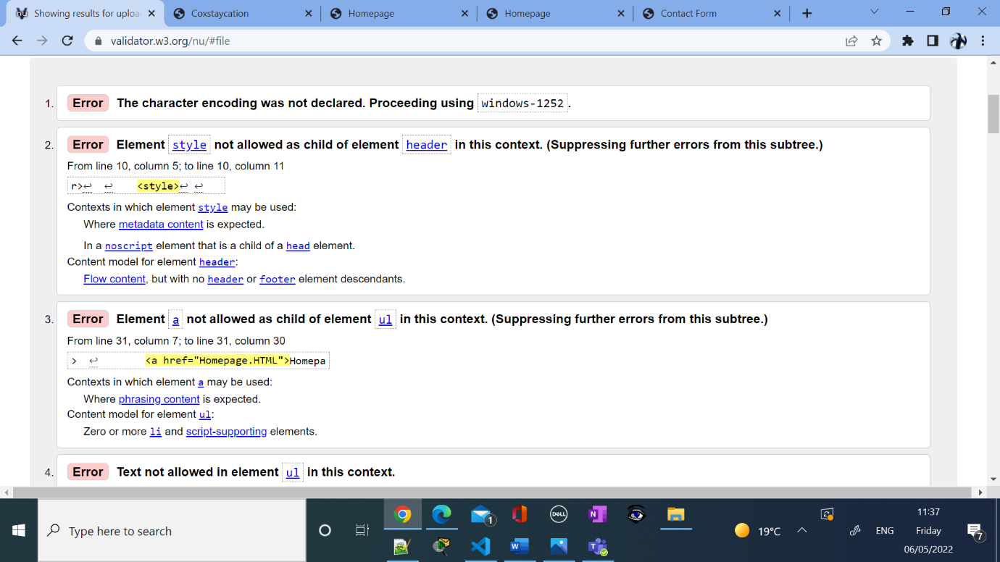 Showing results for uploa
Coxstaycation
Homepage
Homepage
Contact Form
validator.w3.org/nu/#file
1. Error The character encoding was not declared. Proceeding using windows-1252.
2. Error Element style not allowed as child of element header in this context. (Suppressing further errors from this subtree.)
From line 10, column 5; to line 10, column 11
r>↩ ↩ <style>↩ ↩
Contexts in which element style may be used:
Where metadata content is expected.
In a noscript element that is a child of a head element.
Content model for element header:
Flow content, but with no header or footer element descendants.
3. Error Element a not allowed as child of element ul in this context. (Suppressing further errors from this subtree.)
From line 31, column 7; to line 31, column 30
> ↩ <a href="Homepage.HTML">Homepa
Contexts in which element a may be used:
Where phrasing content is expected.
Content model for element ul:
Zero or more li and script-supporting elements.
4. Error Text not allowed in element ul in this context.
1
DELL
N
11:37
Type here to search
19°C
ENG
Friday
7
W
T
06/05/2022